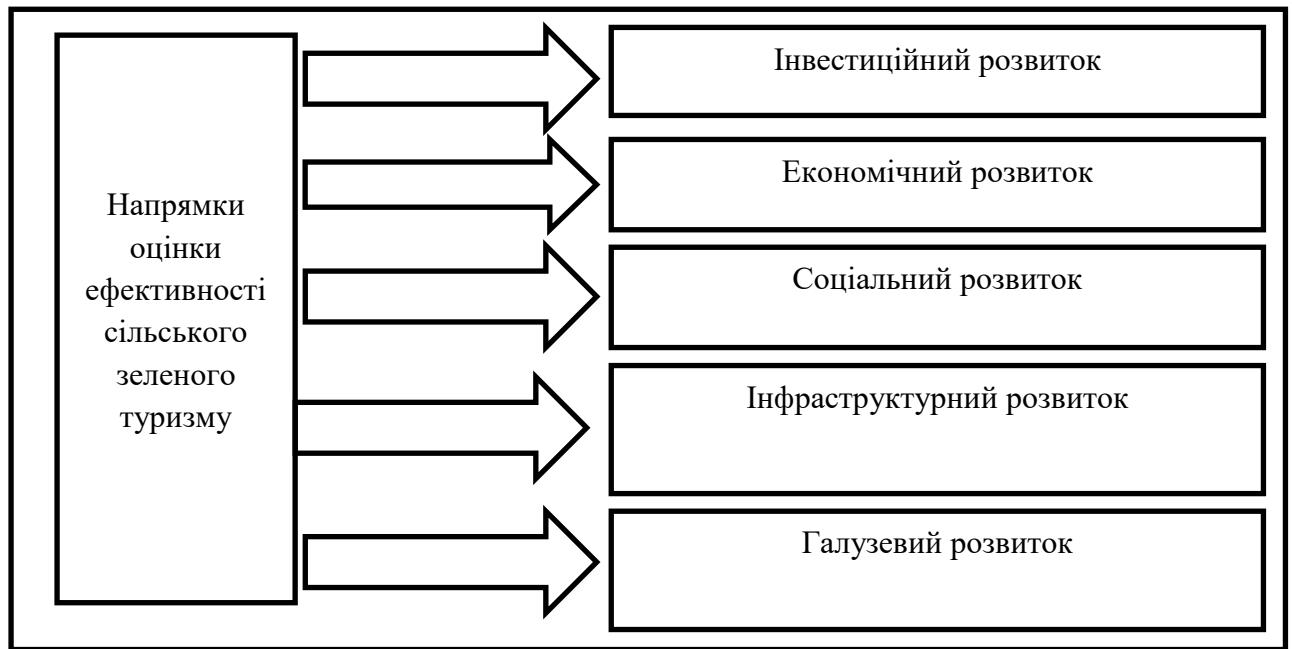 Напрямки
оцінки
ефективності
сільського
зеленого
туризму
Інвестиційний розвиток
Економічний розвиток
Соціальний розвиток
Інфраструктурний розвиток
Галузевий розвиток